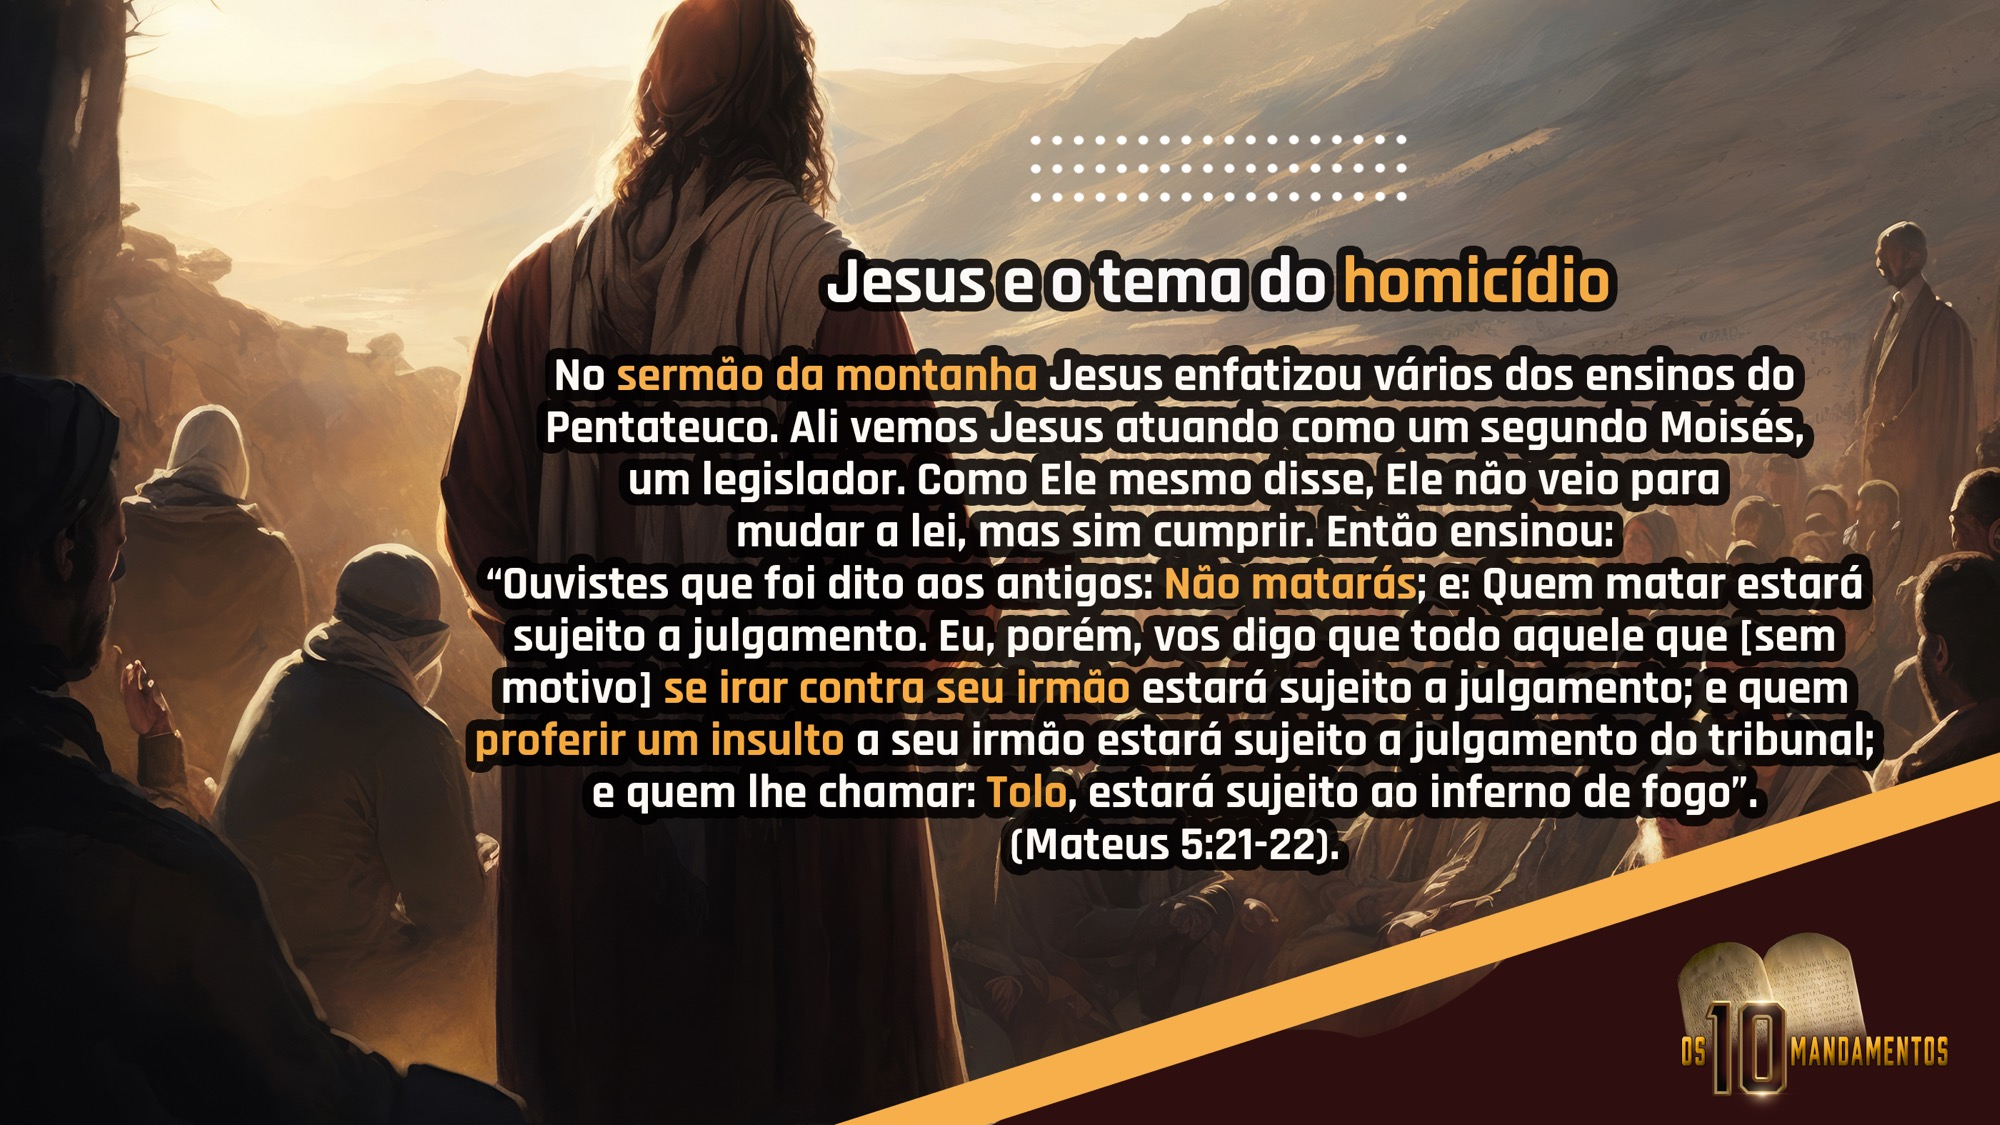 Jesus e o tema do homicídio
No sermão da montanha Jesus enfatizou vários dos ensinos do
Pentateuco. Ali vemos Jesus atuando como um segundo Moisés,
um legislador. Como Ele mesmo disse, Ele não veio para
mudar a lei, mas sim cumprir. Então ensinou:
“Ouvistes que foi dito aos antigos: Não matarás; e: Quem matar estará
sujeito a julgamento. Eu, porém, vos digo que todo aquele que [sem
motivo] se irar contra seu irmão estará sujeito a julgamento; e quem
proferir um insulto a seu irmão estará sujeito a julgamento do tribunal;
e quem lhe chamar: Tolo, estará sujeito ao inferno de fogo”.
(Mateus 5:21-22).
OS 10 MANDAMENTOS